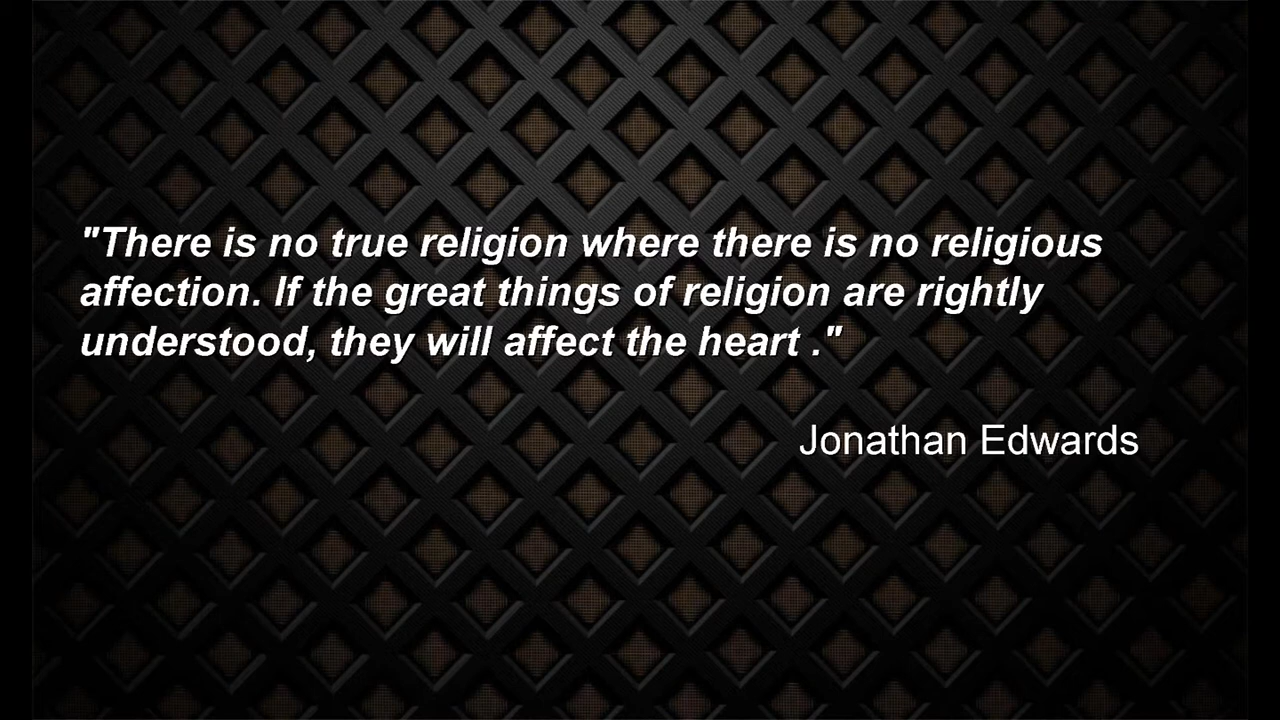 "There is no true religion where there is no religious
affection. If the great things of religion are rightly
understood, they will affect the heart ."
Jonathan Edwards